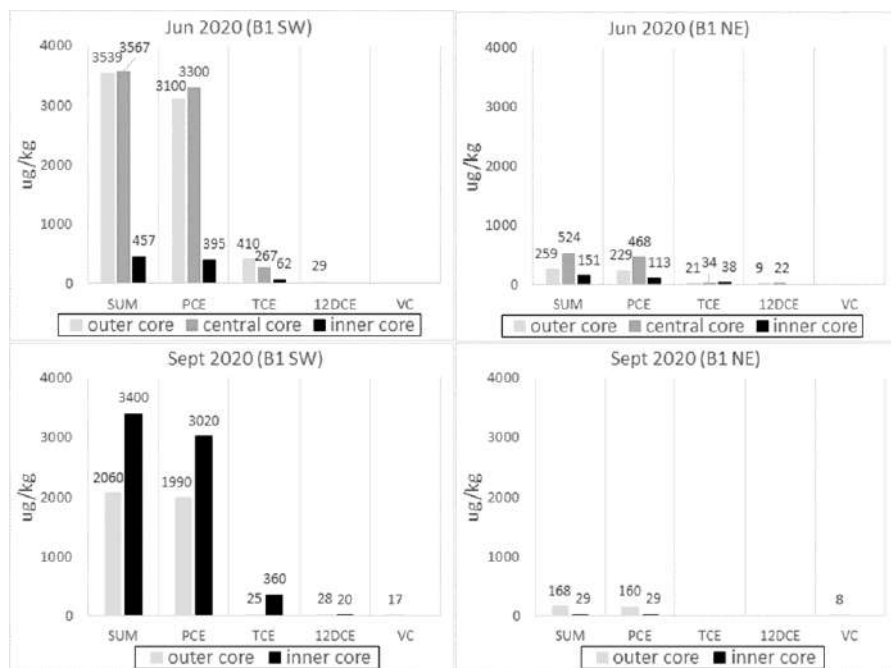 Jun 2020 (B1 SW)
4000
3000
2000
1000
0
ug/kg
3539 3567
3100 3300
457
395
410 267 62
29
SUM PCE TCE 12DCE VC
outer core central core inner core
Jun 2020 (B1 NE)
4000
3000
2000
1000
0
ug/kg
259 524 151
229 468 113
21 34 38
9 22
SUM PCE TCE 12DCE VC
outer core central core inner core
Sept 2020 (B1 SW)
4000
3000
2000
1000
0
ug/kg
2060 3400
1990 3020
25 360
28 20
17
SUM PCE TCE 12DCE VC
outer core inner core
Sept 2020 (B1 NE)
4000
3000
2000
1000
0
ug/kg
168 29
160 29
8
SUM PCE TCE 12DCE VC
outer core inner core